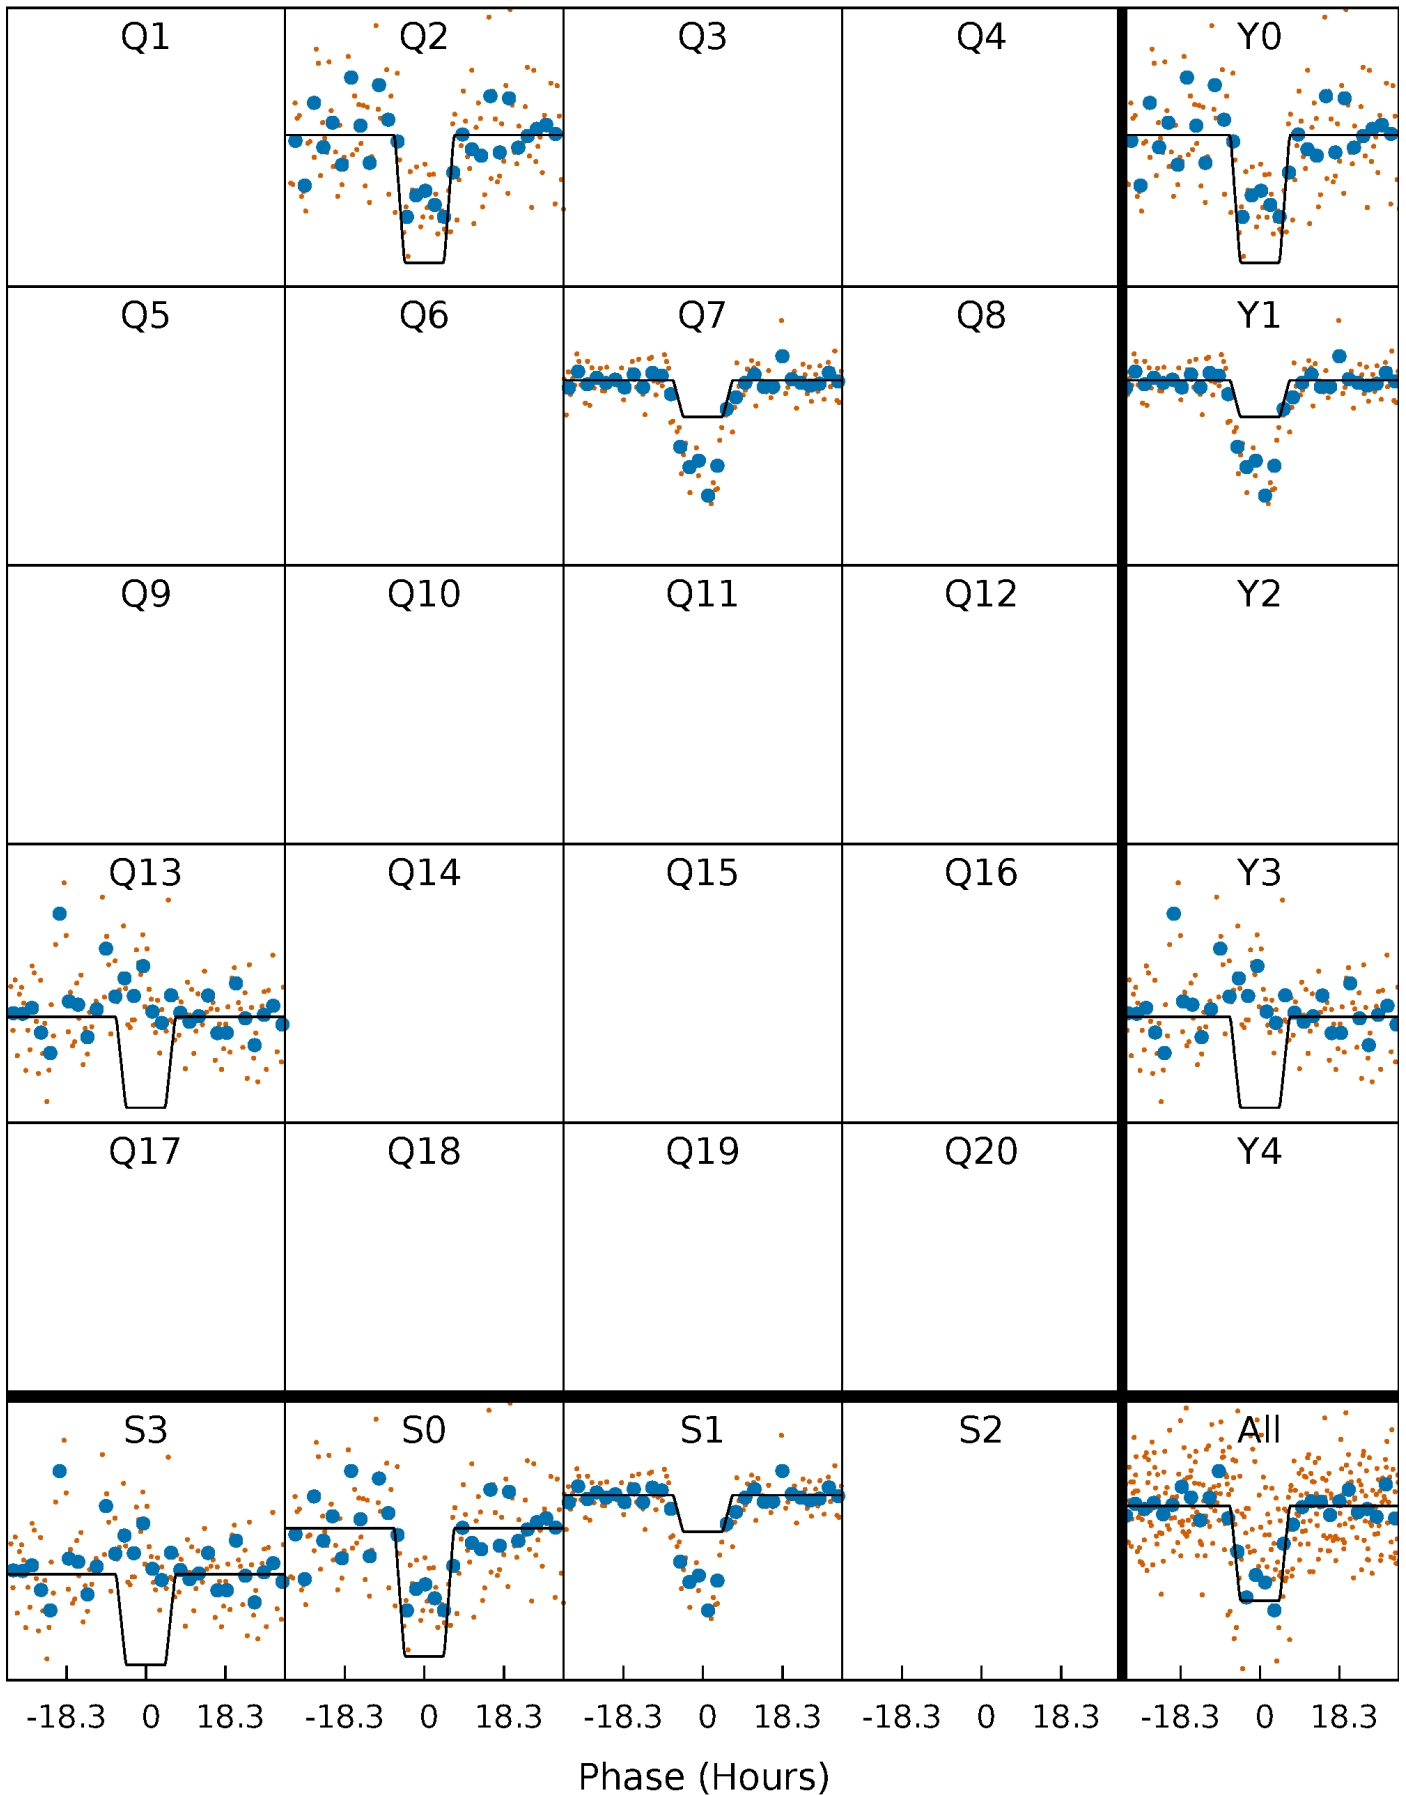 Q1 Q2 Q3 Q4 Y0
Q5 Q6 Q7 Q8 Y1
Q9 Q10 Q11 Q12 Y2
Q13 Q14 Q15 Q16 Y3
Q17 Q18 Q19 Q20 Y4
S3 S0 S1 S2 All
-18.3 0 18.3 -18.3 0 18.3 -18.3 0 18.3 -18.3 0 18.3 -18.3 0 18.3
Phase (Hours)